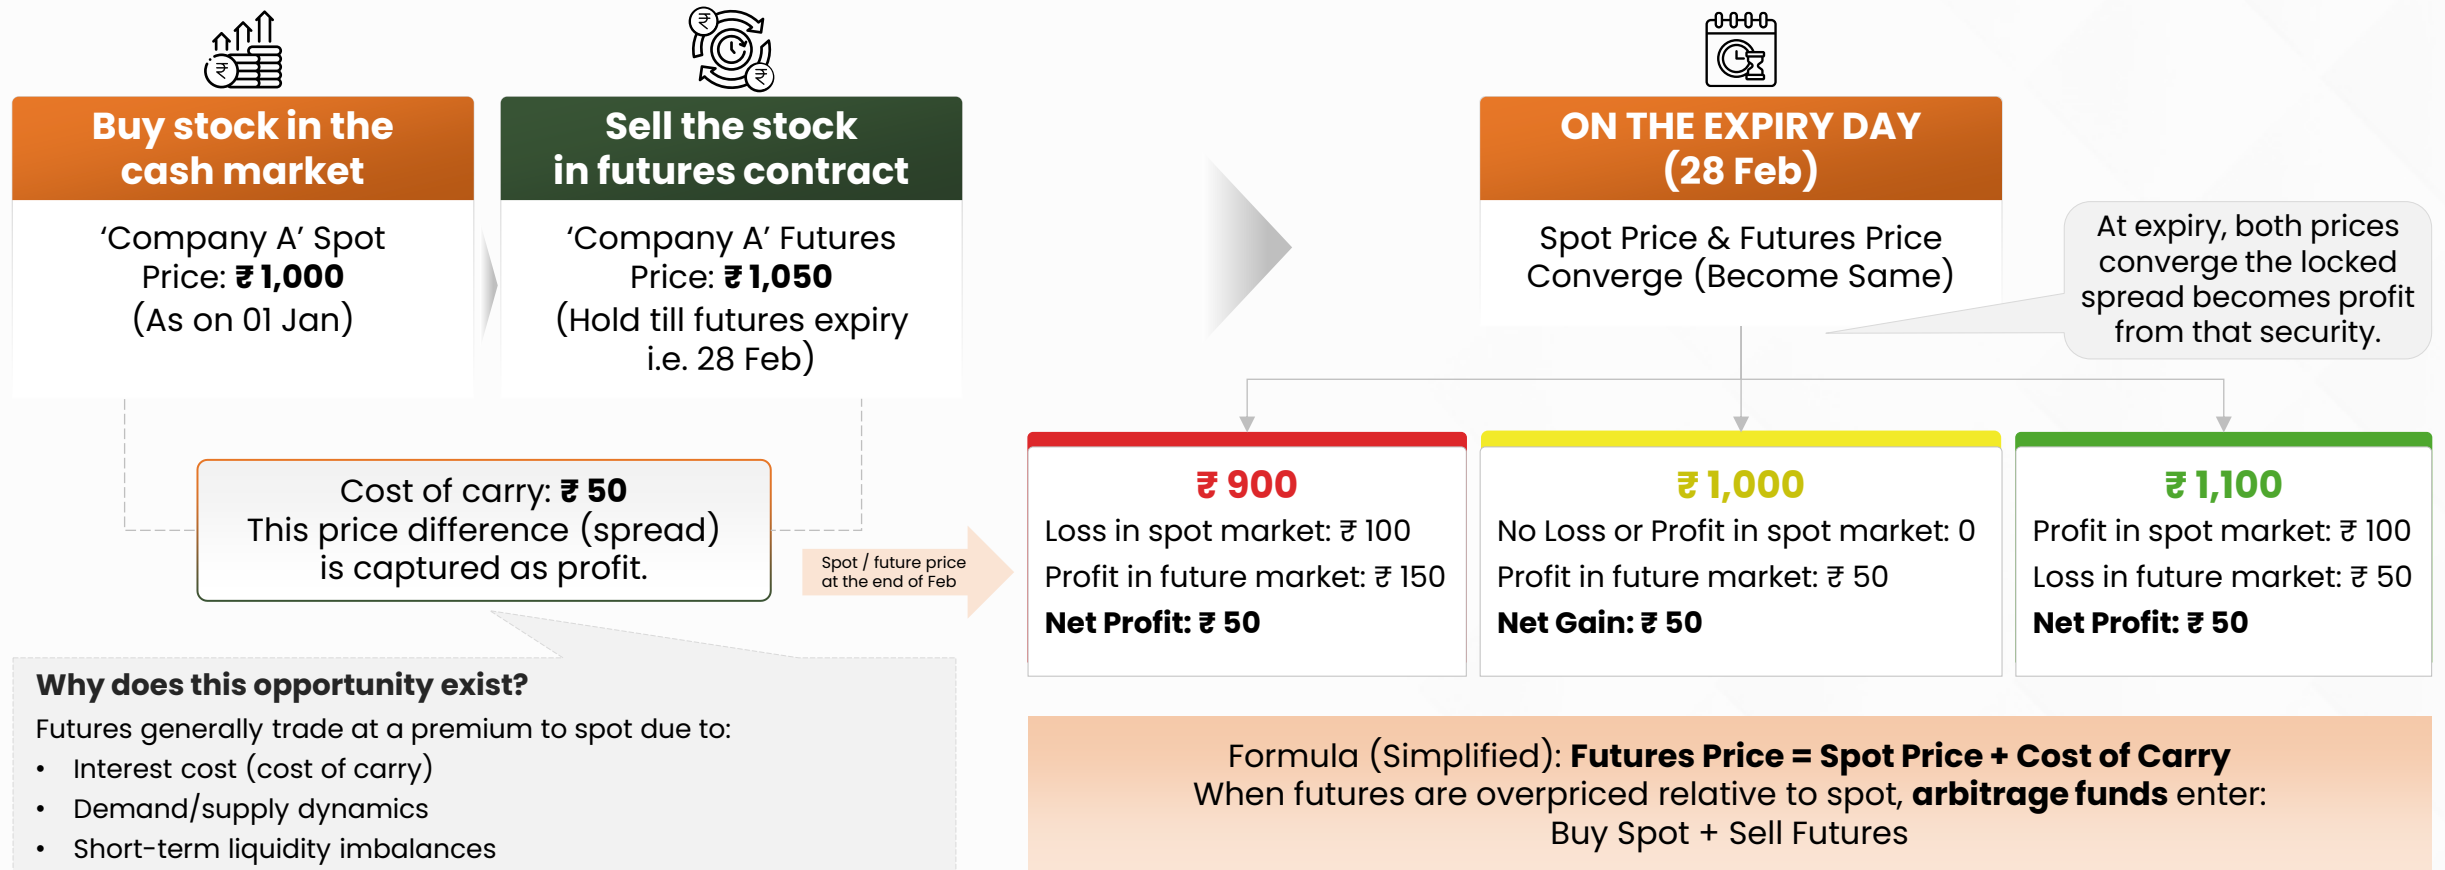 Buy stock in the
cash market
‘Company A’ Spot
Price: ₹ 1,000
(As on 01 Jan)
Sell the stock
in futures contract
‘Company A’ Futures
Price: ₹ 1,050
(Hold till futures expiry
i.e. 28 Feb)
Cost of carry: ₹ 50
This price difference (spread)
is captured as profit.
Why does this opportunity exist?
Futures generally trade at a premium to spot due to:
• Interest cost (cost of carry)
• Demand/supply dynamics
• Short-term liquidity imbalances
ON THE EXPIRY DAY
(28 Feb)
Spot Price & Futures Price
Converge (Become Same)
At expiry, both prices
converge the locked
spread becomes profit
from that security.
Spot / future price
at the end of Feb
₹ 900
Loss in spot market: ₹ 100
Profit in future market: ₹ 150
Net Profit: ₹ 50
₹ 1,000
No Loss or Profit in spot market: 0
Profit in future market: ₹ 50
Net Gain: ₹ 50
₹ 1,100
Profit in spot market: ₹ 100
Loss in future market: ₹ 50
Net Profit: ₹ 50
Formula (Simplified): Futures Price = Spot Price + Cost of Carry
When futures are overpriced relative to spot, arbitrage funds enter:
Buy Spot + Sell Futures